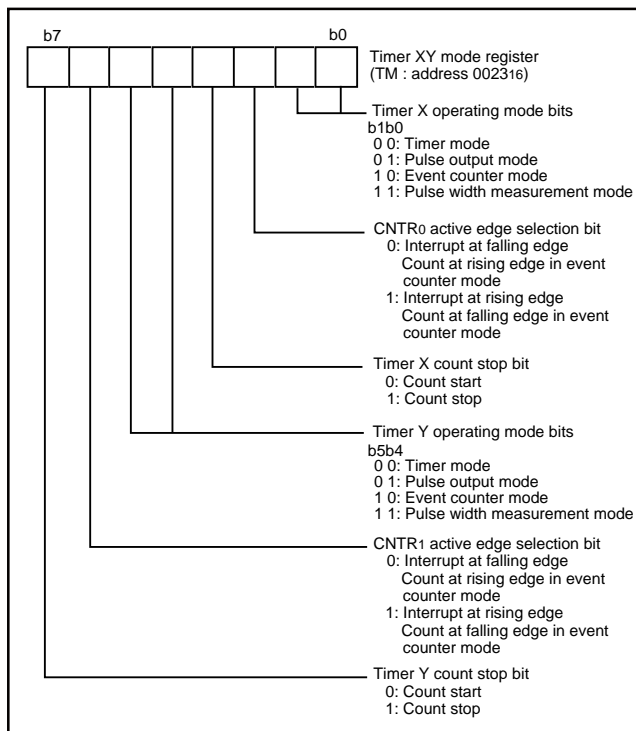 b7 b0
Timer XY mode register
(TM : address 002316)
Timer X operating mode bits
b1b0
0 0: Timer mode
0 1: Pulse output mode
1 0: Event counter mode
1 1: Pulse width measurement mode
CNTR0 active edge selection bit
0: Interrupt at falling edge
Count at rising edge in event
counter mode
1: Interrupt at rising edge
Count at falling edge in event
counter mode
Timer X count stop bit
0: Count start
1: Count stop
Timer Y operating mode bits
b5b4
0 0: Timer mode
0 1: Pulse output mode
1 0: Event counter mode
1 1: Pulse width measurement mode
CNTR1 active edge selection bit
0: Interrupt at falling edge
Count at rising edge in event
counter mode
1: Interrupt at rising edge
Count at falling edge in event
counter mode
Timer Y count stop bit
0: Count start
1: Count stop